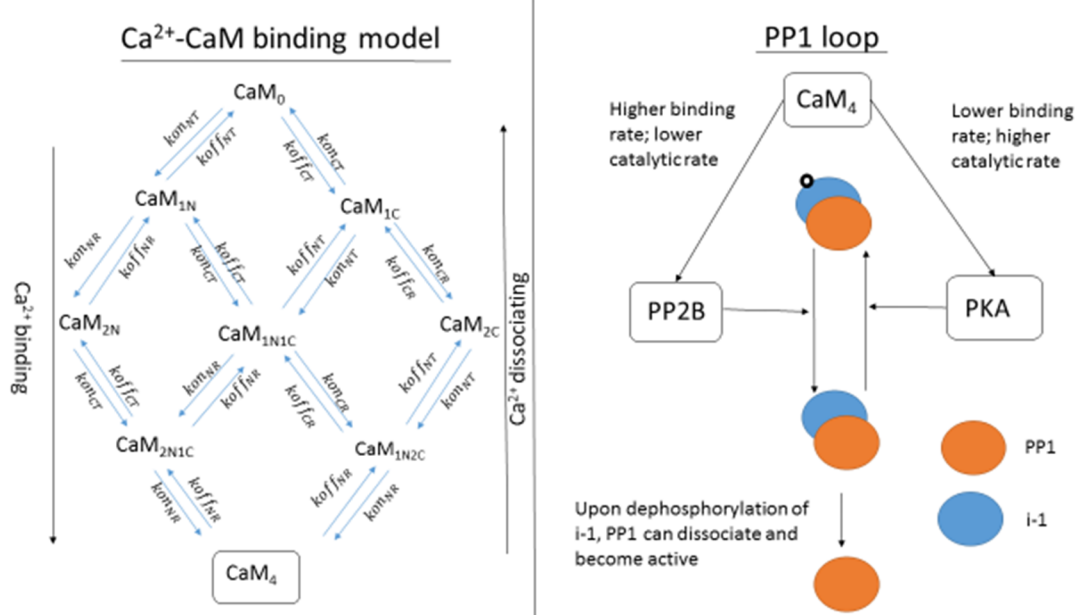 Ca²⁺-CaM binding model
CaM₀
konNT
koffNT
konCT
koffCT
CaM1N
CaM1C
konNR
koffNR
koffCT
konCT
koffNT
konNT
konCR
koffCR
CaM2N
CaM1N1C
CaM2C
koffCT
konCT
konNR
koffNR
konCR
koffCR
koffNT
konNT
CaM2N1C
CaM1N2C
koffNR
konNR
koffNR
konNR
CaM₄
Ca²⁺ binding
Ca²⁺ dissociating
PP1 loop
CaM₄
Higher binding
rate; lower
catalytic rate
Lower binding
rate; higher
catalytic rate
PP2B
PKA
PP1
i-1
Upon dephosphorylation of
i-1, PP1 can dissociate and
become active